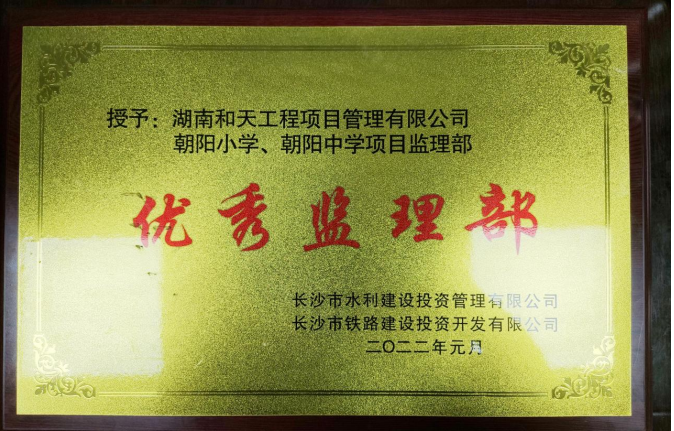 授予：湖南和天工程项目管理有限公司
朝阳小学、朝阳中学项目监理部
优秀监理部
长沙市水利建设投资管理有限公司
长沙市铁路建设投资开发有限公司
二〇二二年元月